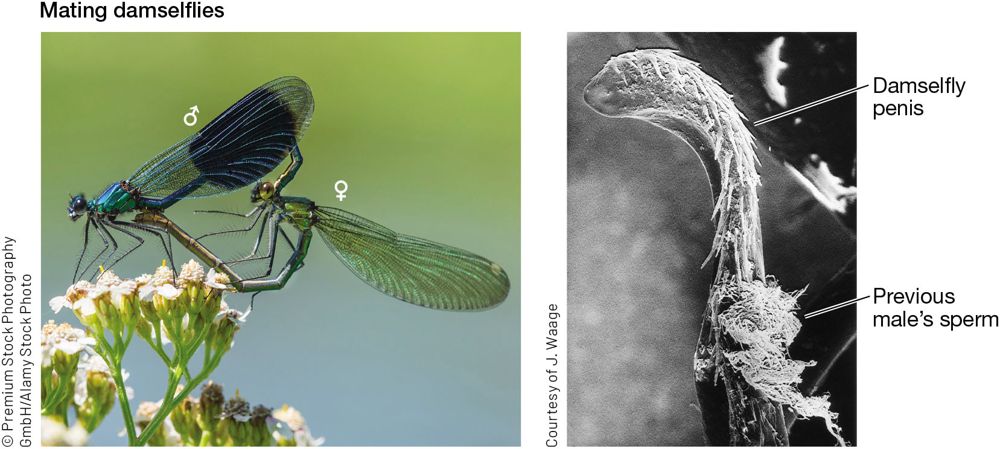 Mating damselflies
♂
♀
© Premium Stock Photography
GmbH/Alamy Stock Photo
Courtesy of J. Waage
Damselfly
penis
Previous
male's sperm